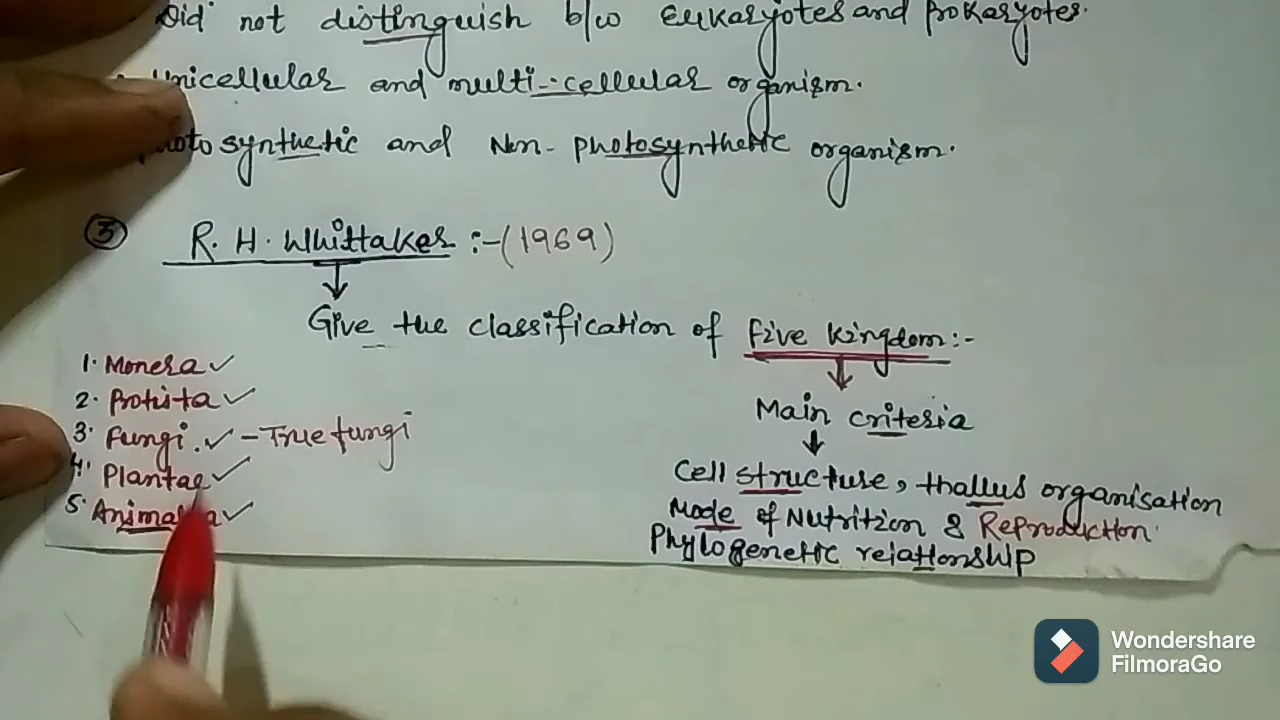 Did not distinguish b/w Eukaryotes and Prokaryotes.
Unicellular and multi-cellular organism.
Photosynthetic and Non-photosynthetic organism.
③ R. H. Whittaker :-(1969)
Give the classification of five kingdom:-
1. Monera ✓
2. Protista ✓
3. Fungi. ✓ - True fungi
4. Plantae ✓
5. Animalia ✓
Main criteria
Cell structure, thallus organisation
Mode of Nutrition & Reproduction.
Phylogenetic relationship
Wondershare
FilmoraGo